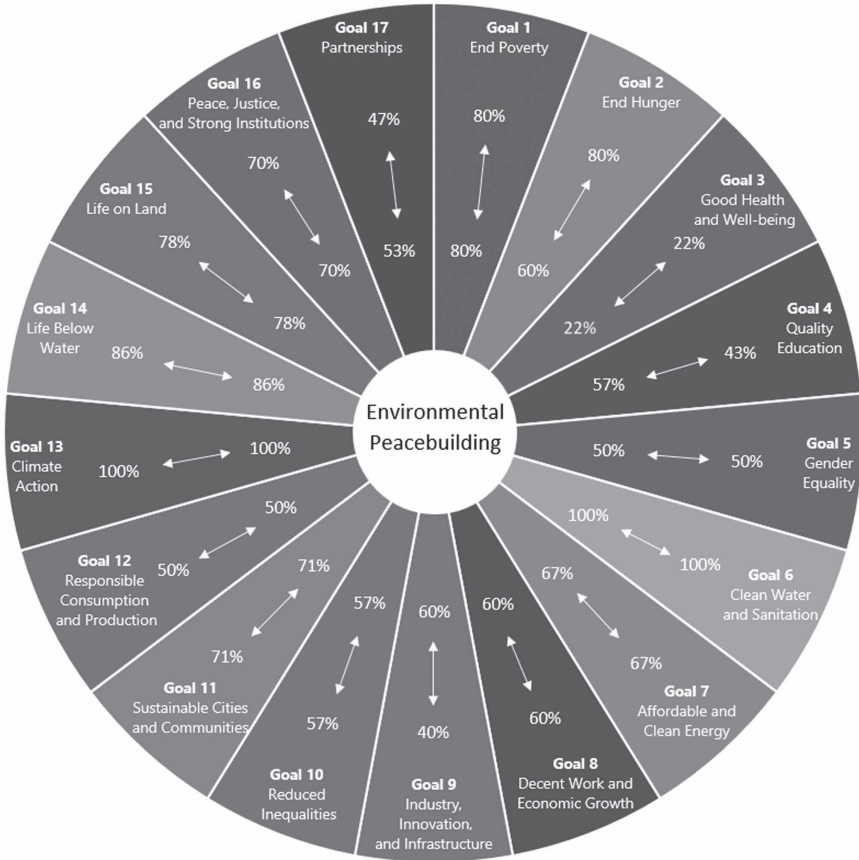 Goal 1
End Poverty
80%
80%
Goal 2
End Hunger
80%
60%
Goal 3
Good Health
and Well-being
22%
22%
Goal 4
Quality
Education
43%
57%
Goal 5
Gender
Equality
50%
50%
Goal 6
Clean Water
and Sanitation
100%
100%
Goal 7
Affordable and
Clean Energy
67%
67%
Goal 8
Decent Work and
Economic Growth
60%
60%
Goal 9
Industry,
Innovation,
and Infrastructure
60%
40%
Goal 10
Reduced
Inequalities
57%
57%
Goal 11
Sustainable Cities
and Communities
71%
71%
Goal 12
Responsible
Consumption
and Production
50%
50%
Goal 13
Climate
Action
100%
100%
Goal 14
Life Below
Water
86%
86%
Goal 15
Life on Land
78%
78%
Goal 16
Peace, Justice,
and Strong Institutions
70%
70%
Goal 17
Partnerships
47%
53%
Environmental
Peacebuilding